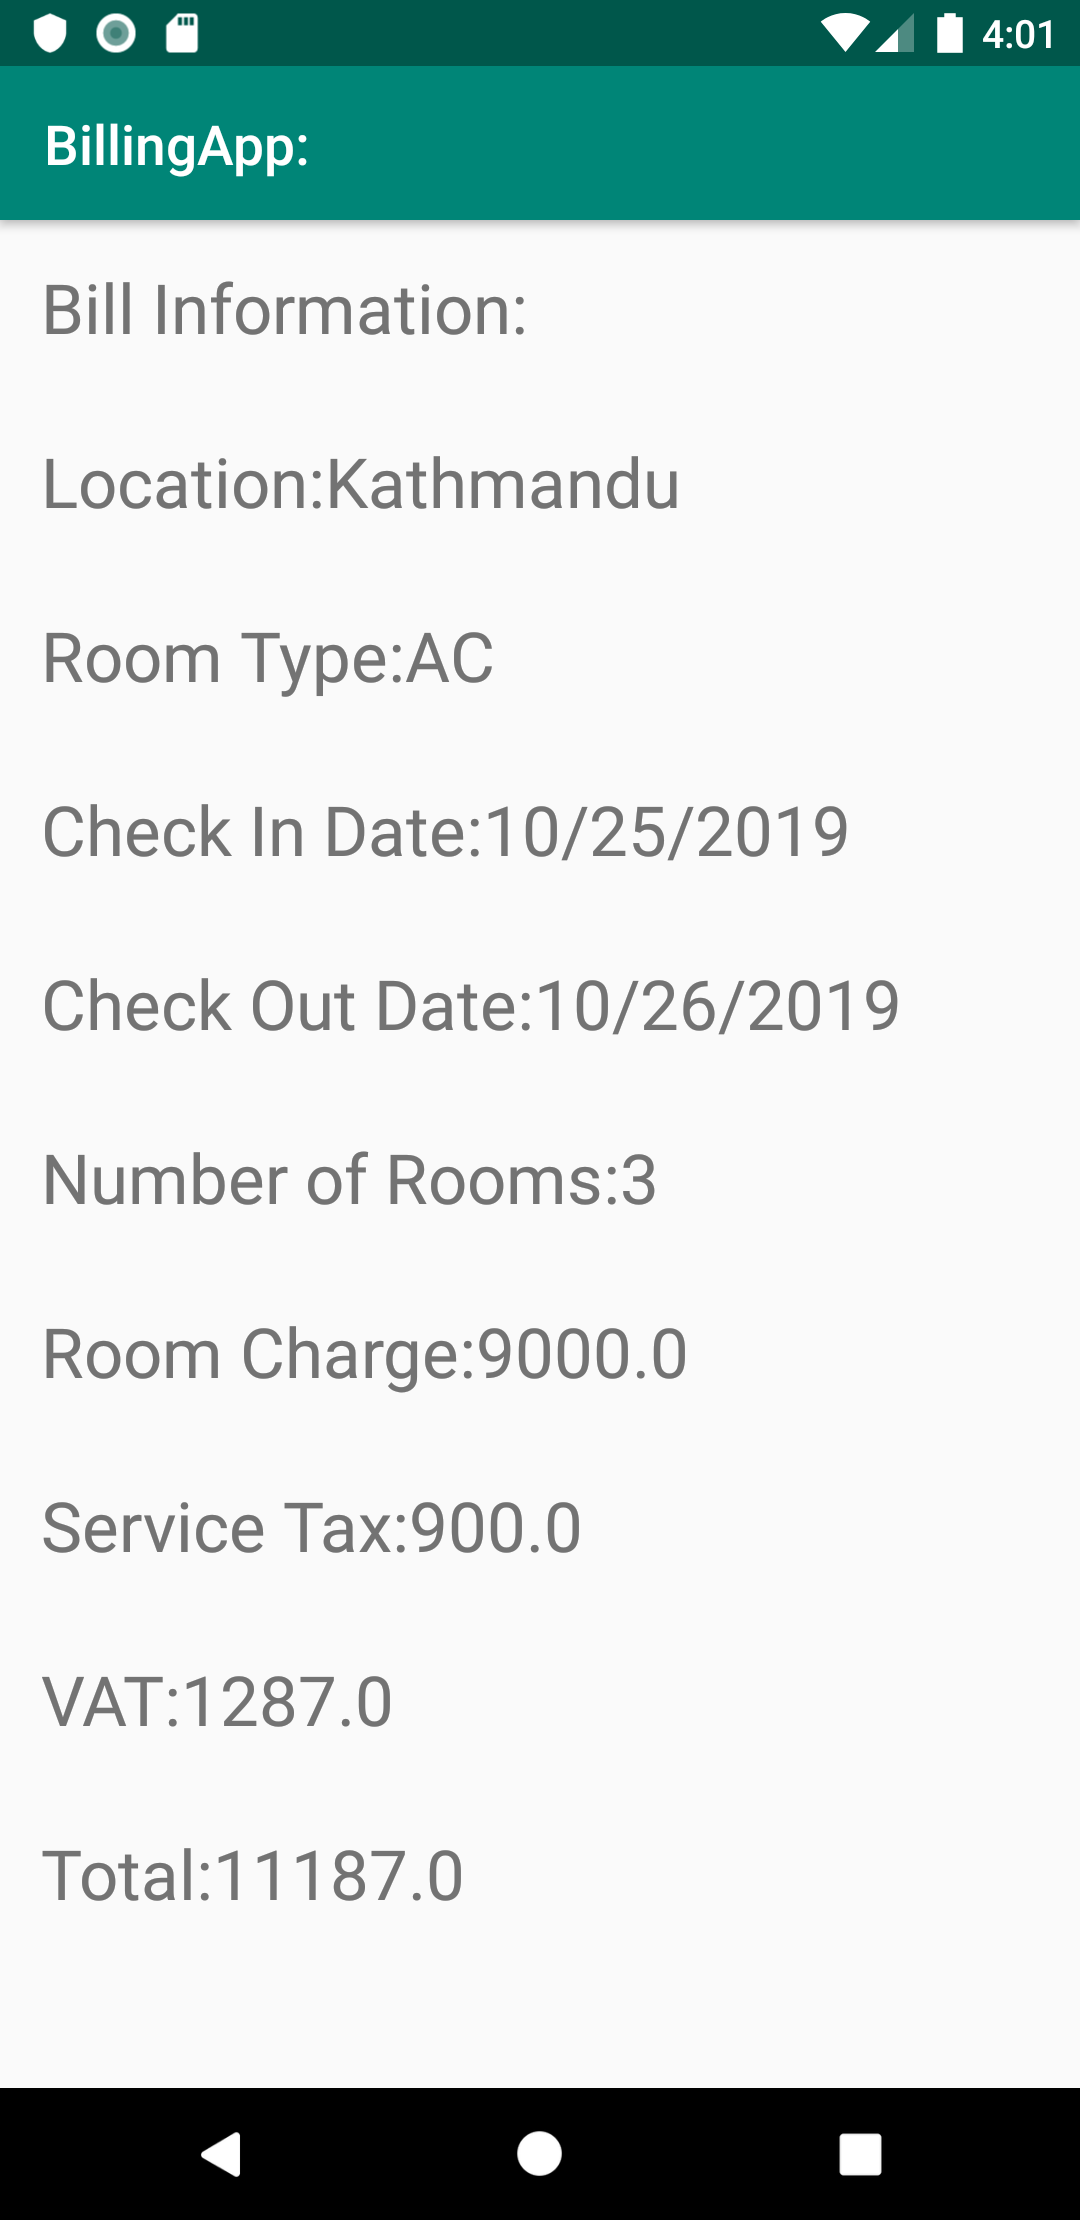 4:01
BillingApp:
Bill Information:
Location:Kathmandu
Room Type:AC
Check In Date:10/25/2019
Check Out Date:10/26/2019
Number of Rooms:3
Room Charge:9000.0
Service Tax:900.0
VAT:1287.0
Total:11187.0